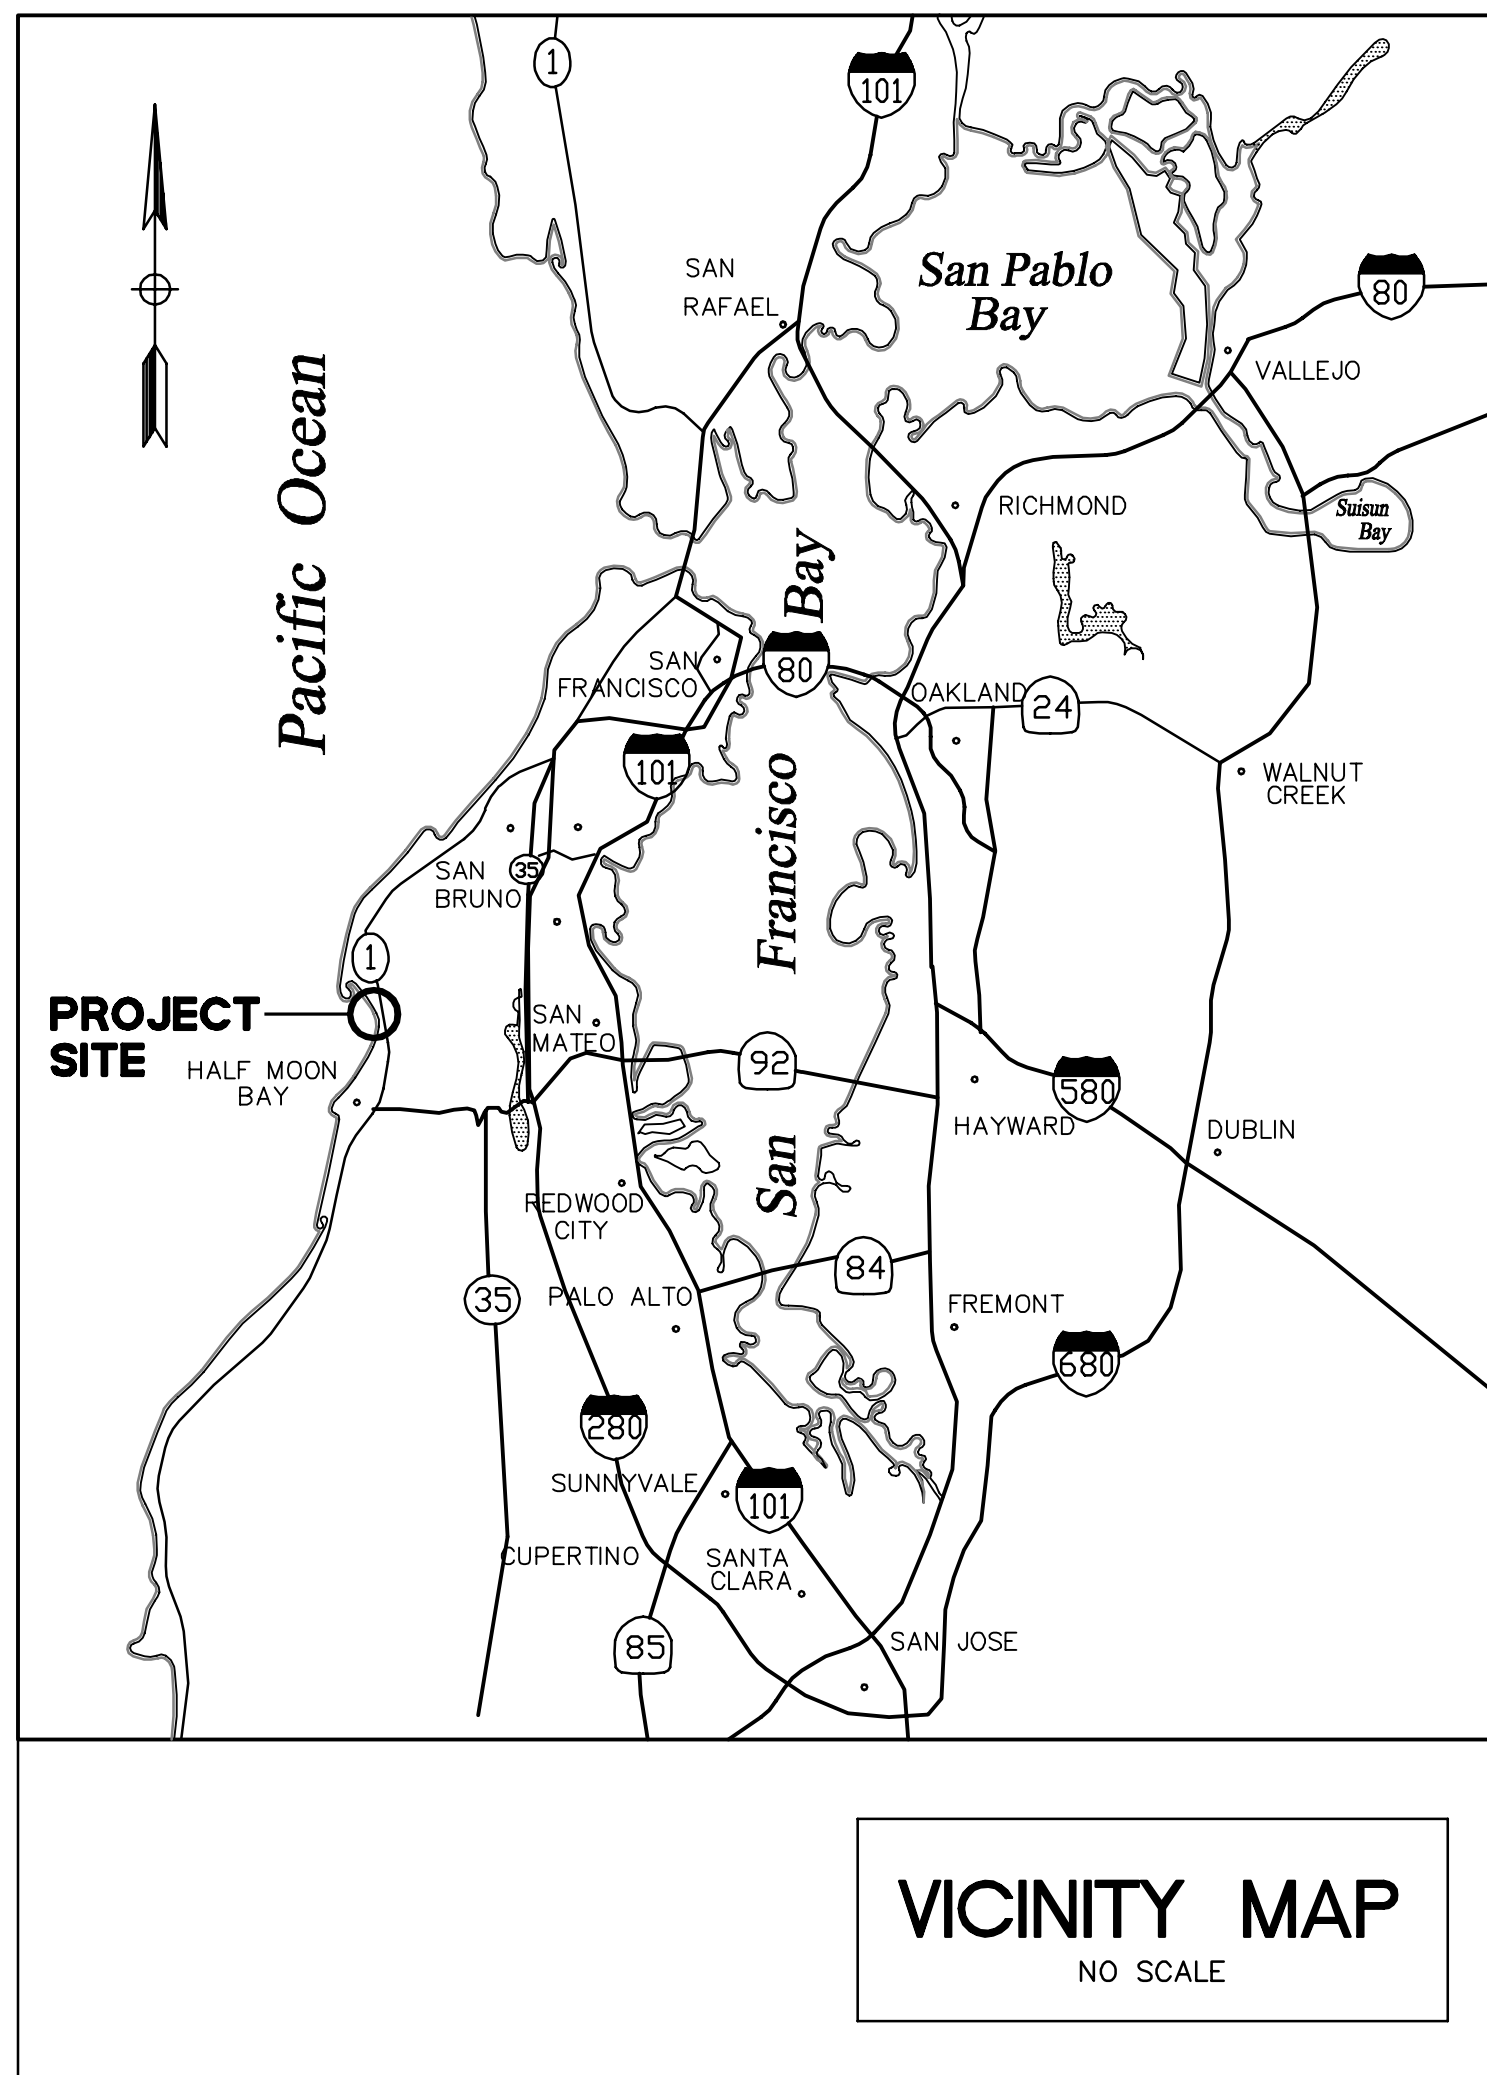 1
101
San Pablo
Bay
80
SAN
RAFAEL
VALLEJO
Pacific Ocean
RICHMOND
Suisun
Bay
San Francisco Bay
SAN
FRANCISCO
80
OAKLAND
24
101
WALNUT
CREEK
35
SAN
BRUNO
1
PROJECT
SITE
HALF MOON
BAY
SAN
MATEO
92
580
HAYWARD
DUBLIN
REDWOOD
CITY
84
35
PALO ALTO
FREMONT
680
280
SUNNYVALE
101
CUPERTINO
SANTA
CLARA
85
SAN JOSE
VICINITY MAP
NO SCALE